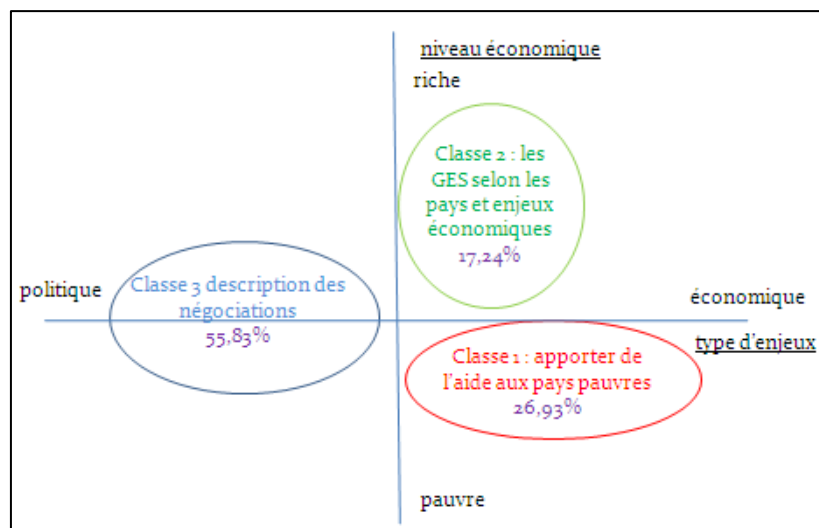 niveau économique
riche
Classe 2 : les
GES selon les
pays et enjeux
économiques
17,24%
politique
Classe 3 description des
négociations
55,83%
économique
type d'enjeux
Classe 1 : apporter de
l'aide aux pays pauvres
26,93%
pauvre